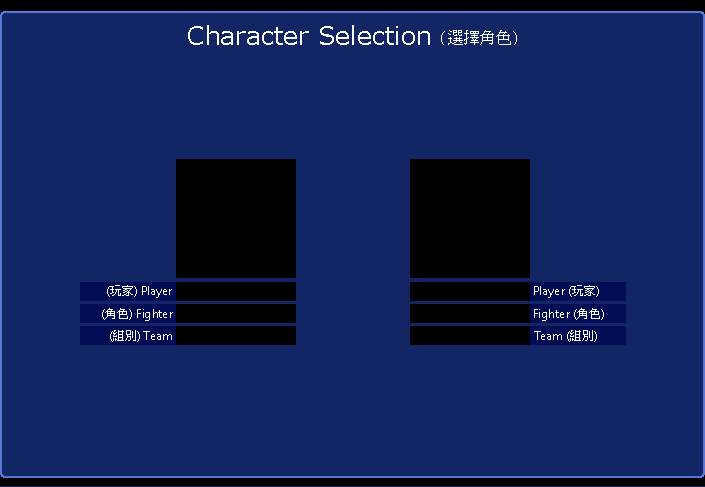 Character Selection (選擇角色)
(玩家) Player
Player (玩家)
(角色) Fighter
Fighter (角色)
(組別) Team
Team (組別)